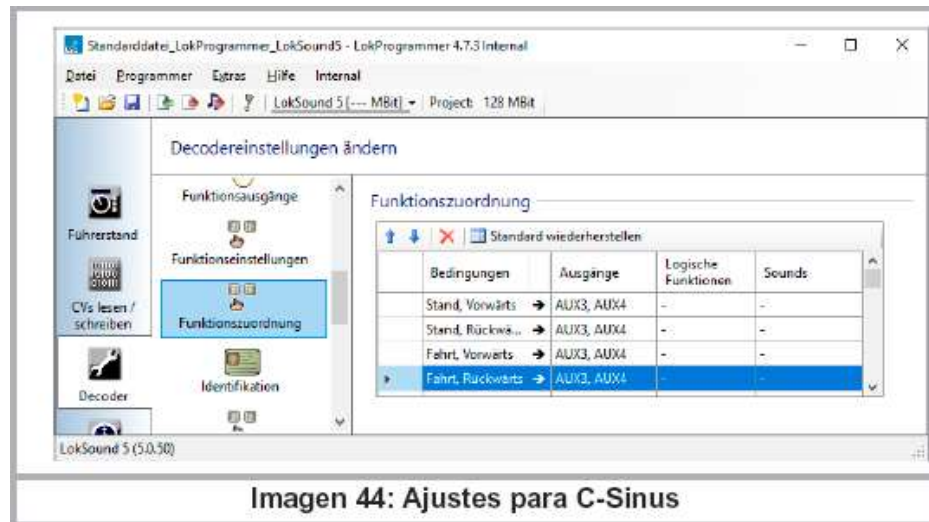 Standarddatei_LokProgrammer_LokSound5 - LokProgrammer 4.7.3 Internal
Datei Programmer Extras Hilfe Internal
LokSound 5 [--- MBit] Project: 128 MBit
Decodereinstellungen ändern
Führerstand
CVs lesen /
schreiben
Decoder
Funktionsausgänge
Funktionseinstellungen
Funktionszuordnung
Identifikation
Funktionszuordnung
Standard wiederherstellen
Bedingungen Ausgänge Logische Funktionen Sounds
Stand, Vorwärts ➔ AUX3, AUX4 - -
Stand, Rückwä... ➔ AUX3, AUX4 - -
Fahrt, Vorwärts ➔ AUX3, AUX4 - -
Fahrt, Rückwärts ➔ AUX3, AUX4 - -
LokSound 5 (5.0.50)
Imagen 44: Ajustes para C-Sinus